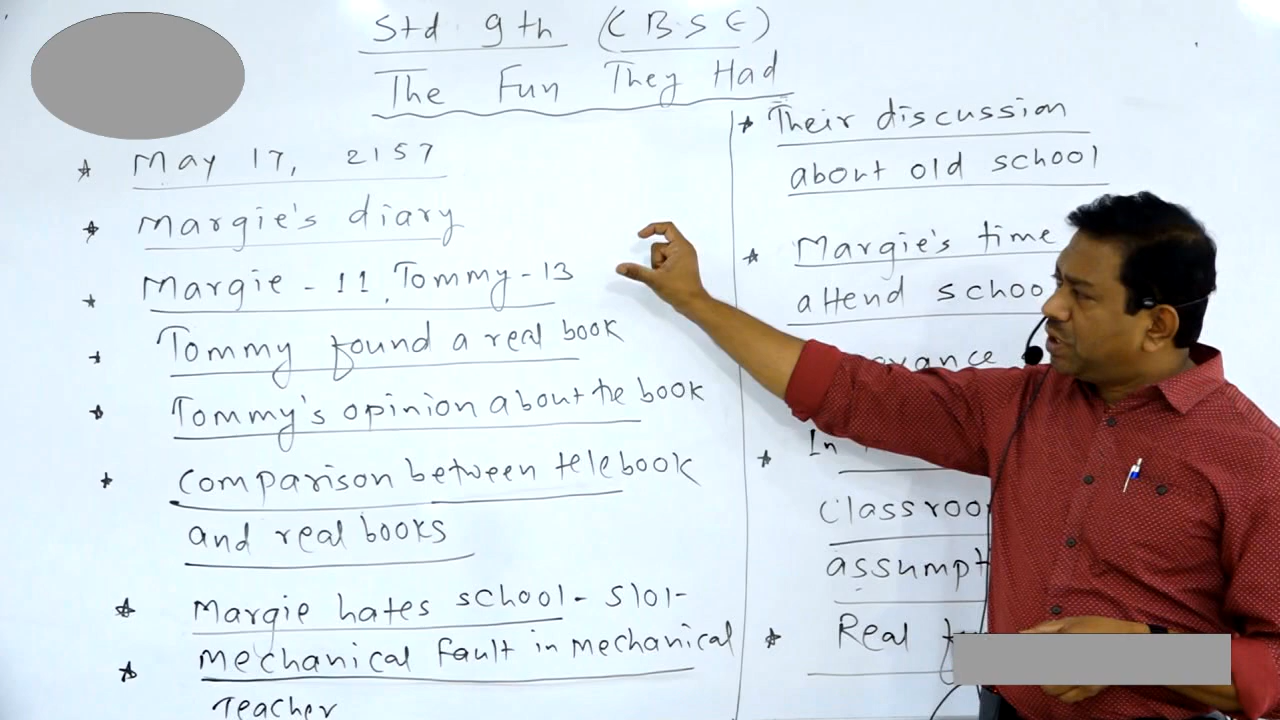 Std 9th (CBSE)
The Fun They Had
* May 17, 2157
* Margie's diary
* Margie - 11, Tommy - 13
* Tommy found a real book
* Tommy's opinion about the book
* Comparison between telebook
and real books
* Margie hates school - slot -
* mechanical fault in mechanical
Teacher
* Their discussion
about old school
* Margie's time
attend schoo
* In
classroo
assumpt
* Real